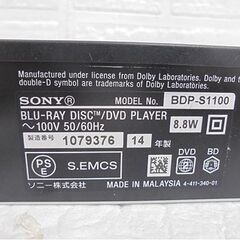 Manufactured under license from Dolby Laboratories. Dolby
and the double-D symbol are trademarks of Dolby Laboratories.
SONY® MODEL NO. BDP-S1100
BLU-RAY DISC™/DVD PLAYER 8.8W
~100V 50/60Hz
製造番号 1079376 14 年製
PS
E S.EMCS 2 BD A
DVD VIDEO
ソニー株式会社 MADE IN MALAYSIA 4-411-340-01